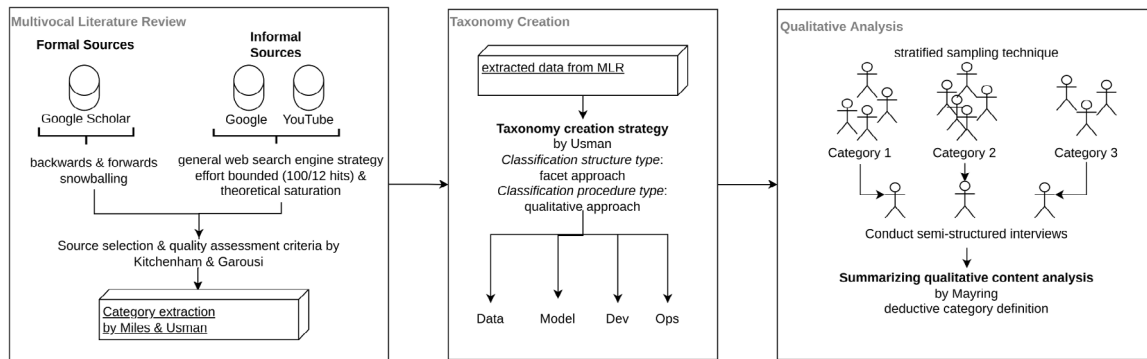 Multivocal Literature Review
Formal Sources
Informal
Sources
Google Scholar
Google
YouTube
backwards & forwards
snowballing
general web search engine strategy
effort bounded (100/12 hits) &
theoretical saturation
Source selection & quality assessment criteria by
Kitchenham & Garousi
Category extraction
by Miles & Usman
Taxonomy Creation
extracted data from MLR
Taxonomy creation strategy
by Usman
Classification structure type:
facet approach
Classification procedure type:
qualitative approach
Data
Model
Dev
Ops
Qualitative Analysis
stratified sampling technique
Category 1
Category 2
Category 3
Conduct semi-structured interviews
Summarizing qualitative content analysis
by Mayring
deductive category definition